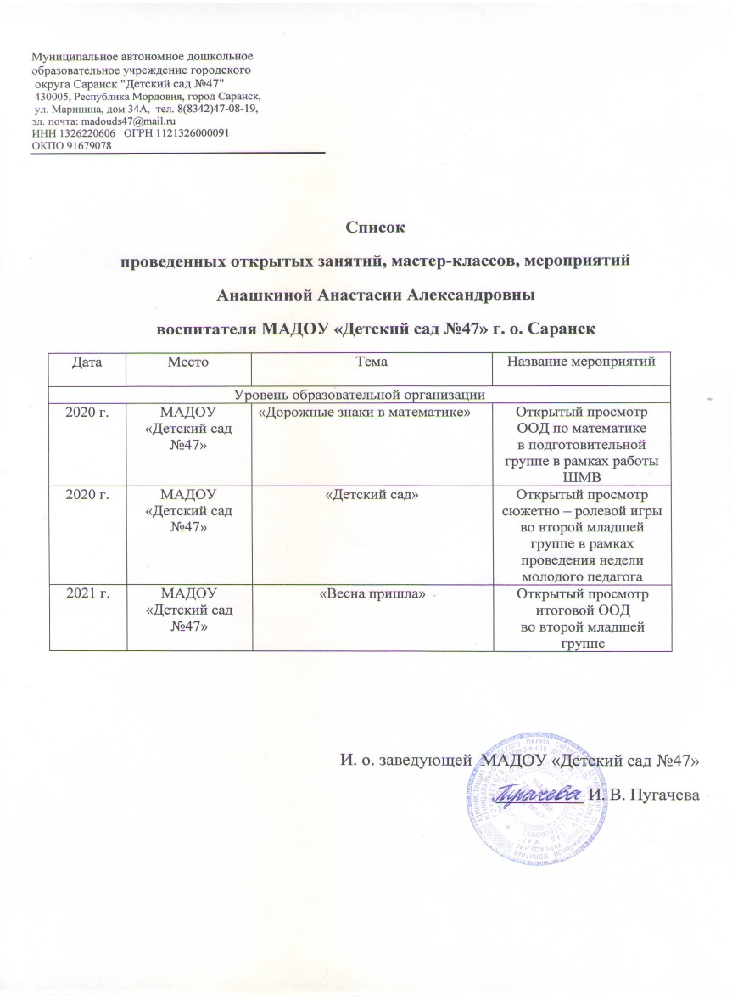 Муниципальное автономное дошкольное
образовательное учреждение городского
округа Саранск "Детский сад №47"
430005, Республика Мордовия, город Саранск,
ул. Маринина, дом 34А, тел. 8(8342)47-08-19,
эл. почта: madouds47@mail.ru
ИНН 1326220606 ОГРН 1121326000091
ОКПО 91679078
Список
проведенных открытых занятий, мастер-классов, мероприятий
Анашкиной Анастасии Александровны
воспитателя МАДОУ «Детский сад №47» г. о. Саранск
Дата Место Тема Название мероприятий
Уровень образовательной организации
2020 г. МАДОУ «Дорожные знаки в математике» Открытый просмотр
«Детский сад ООД по математике
№47» в подготовительной
группе в рамках работы
ШМВ
2020 г. МАДОУ «Детский сад» Открытый просмотр
«Детский сад сюжетно – ролевой игры
№47» во второй младшей
группе в рамках
проведения недели
молодого педагога
2021 г. МАДОУ «Весна пришла» Открытый просмотр
«Детский сад итоговой ООД
№47» во второй младшей
группе
И. о. заведующей МАДОУ «Детский сад №47»
Пугачева И. В. Пугачева